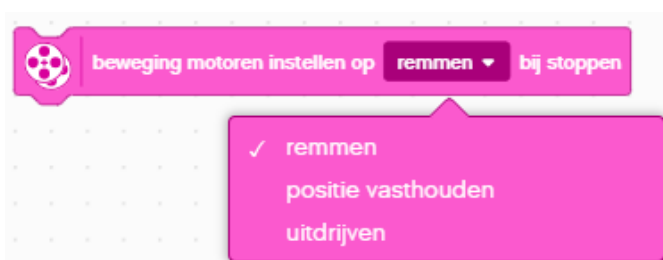 beweging motoren instellen op remmen bij stoppen
remmen
positie vasthouden
uitdrijven